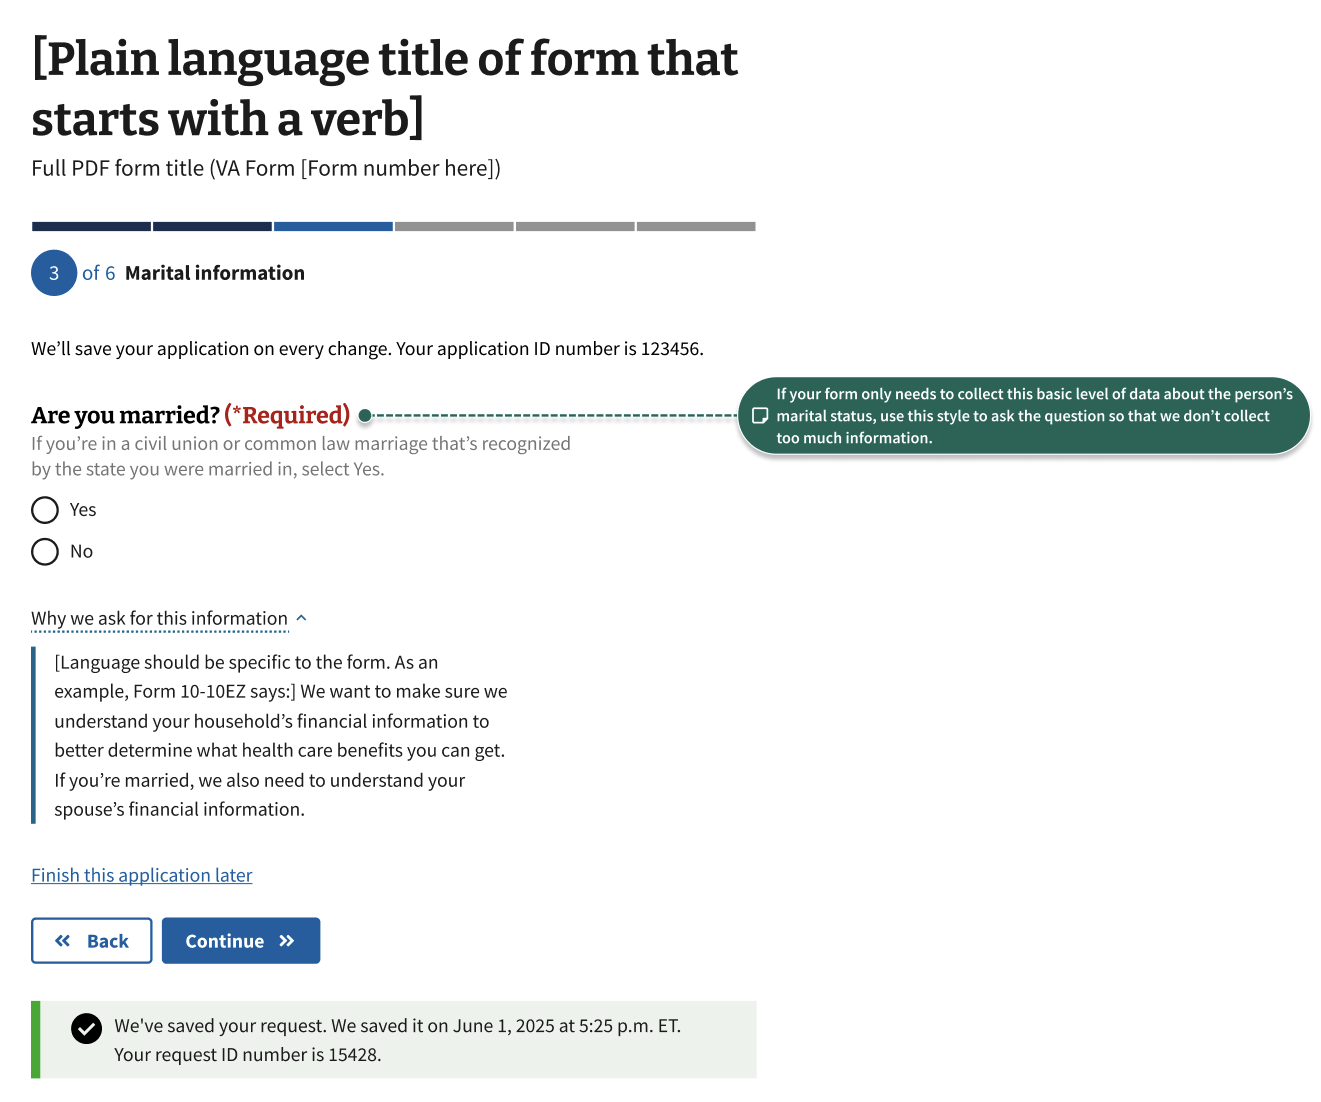 [Plain language title of form that
starts with a verb]
Full PDF form title (VA Form [Form number here])
3 of 6 Marital information
We’ll save your application on every change. Your application ID number is 123456.
Are you married? (*Required)
If your form only needs to collect this basic level of data about the person’s
marital status, use this style to ask the question so that we don’t collect
too much information.
If you’re in a civil union or common law marriage that’s recognized
by the state you were married in, select Yes.
Yes
No
Why we ask for this information
[Language should be specific to the form. As an
example, Form 10-10EZ says:] We want to make sure we
understand your household’s financial information to
better determine what health care benefits you can get.
If you’re married, we also need to understand your
spouse’s financial information.
Finish this application later
Back
Continue
We've saved your request. We saved it on June 1, 2025 at 5:25 p.m. ET.
Your request ID number is 15428.